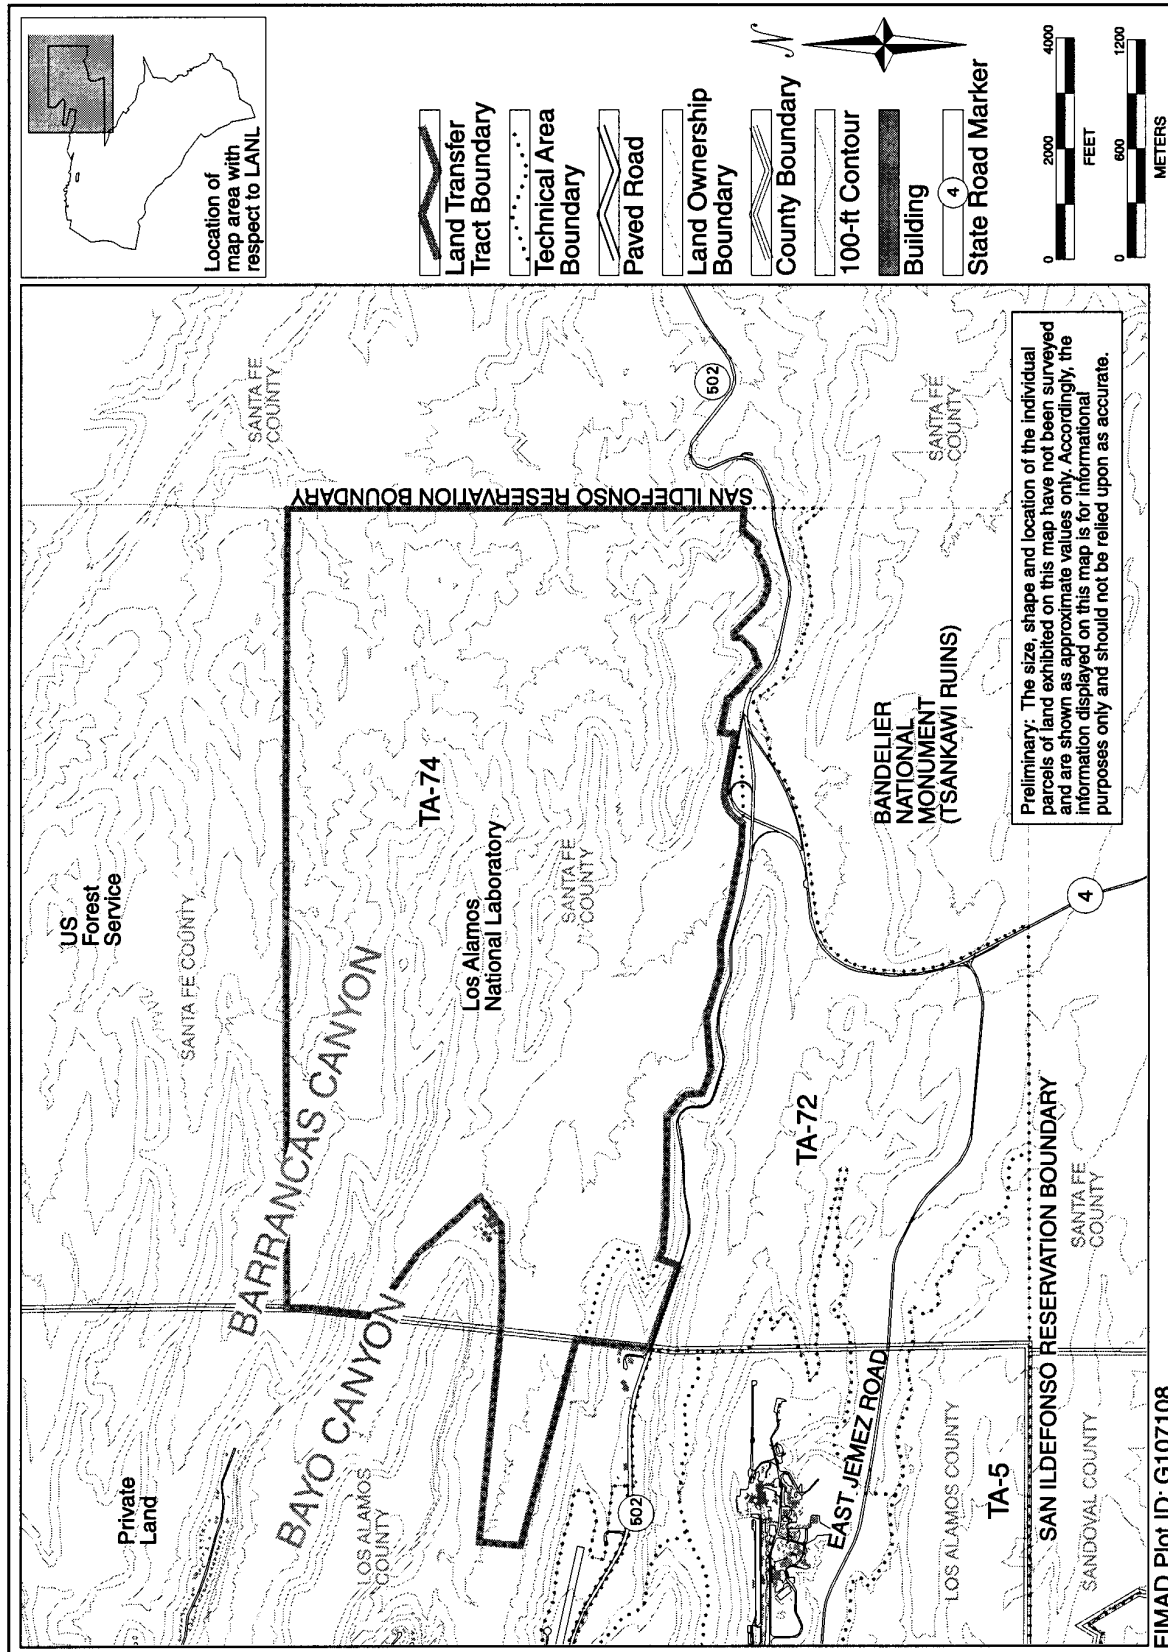 Location of
map area with
respect to LANL
Land Transfer
Tract Boundary
Technical Area
Boundary
Paved Road
Land Ownership
Boundary
County Boundary
100-ft Contour
Building
4
State Road Marker
N
0 2000 4000
FEET
0 600 1200
METERS
Private
Land
US
Forest
Service
SANTA FE COUNTY
SANTA FE
COUNTY
BARRANCAS CANYON
BAYO CANYON
LOS ALAMOS
COUNTY
TA-74
Los Alamos
National Laboratory
SANTA FE
COUNTY
SAN ILDEFONSO RESERVATION BOUNDARY
502
502
TA-72
EAST JEMEZ ROAD
BANDELIER
NATIONAL
MONUMENT
(TSANKAWI RUINS)
SANTA FE
COUNTY
4
LOS ALAMOS COUNTY
TA-5
SAN ILDEFONSO RESERVATION BOUNDARY
SANDOVAL COUNTY
SANTA FE
COUNTY
Preliminary: The size, shape and location of the individual
parcels of land exhibited on this map have not been surveyed
and are shown as approximate values only. Accordingly, the
information displayed on this map is for informational
purposes only and should not be relied upon as accurate.
FIMAD Plot ID: G107108